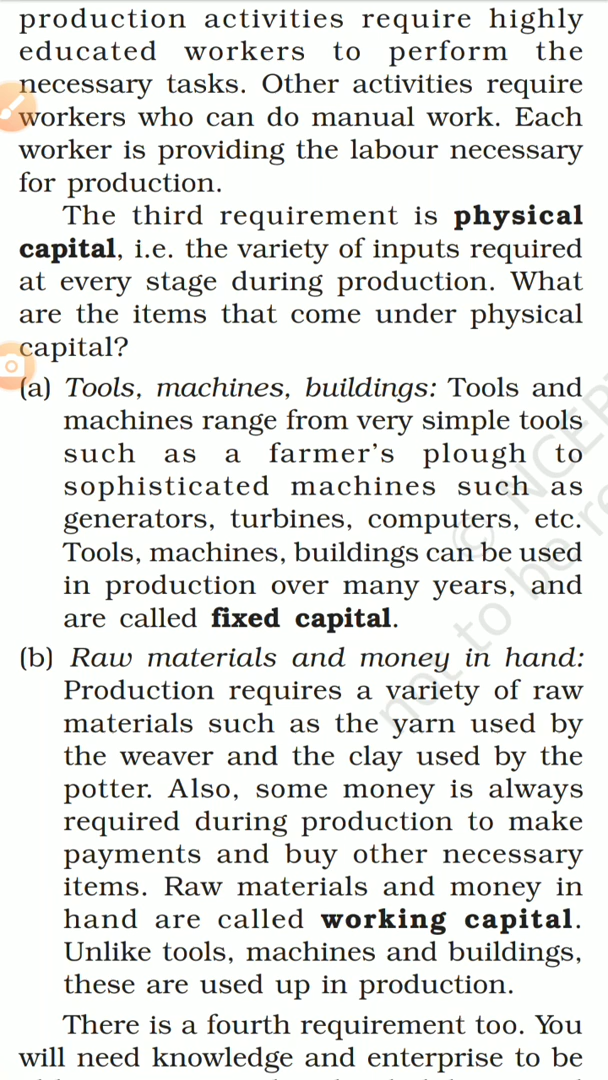 production activities require highly
educated workers to perform the
necessary tasks. Other activities require
workers who can do manual work. Each
worker is providing the labour necessary
for production.
The third requirement is physical
capital, i.e. the variety of inputs required
at every stage during production. What
are the items that come under physical
capital?
(a) Tools, machines, buildings: Tools and
machines range from very simple tools
such as a farmer's plough to
sophisticated machines such as
generators, turbines, computers, etc.
Tools, machines, buildings can be used
in production over many years, and
are called fixed capital.
(b) Raw materials and money in hand:
Production requires a variety of raw
materials such as the yarn used by
the weaver and the clay used by the
potter. Also, some money is always
required during production to make
payments and buy other necessary
items. Raw materials and money in
hand are called working capital.
Unlike tools, machines and buildings,
these are used up in production.
There is a fourth requirement too. You
will need knowledge and enterprise to be
© NCERT
not to be re